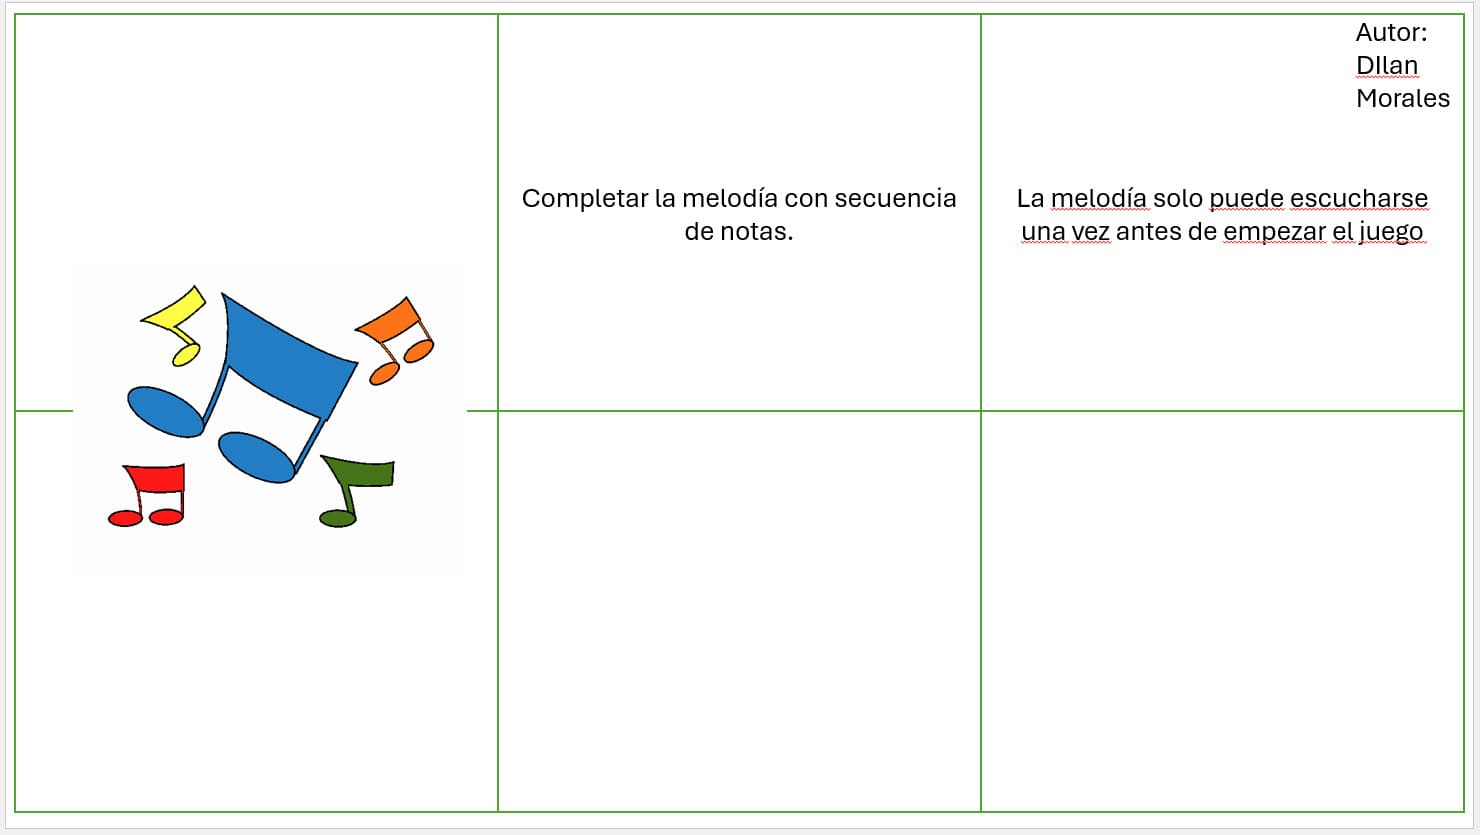 Autor:
DIlan
Morales
Completar la melodía con secuencia
de notas.
La melodía solo puede escucharse
una vez antes de empezar el juego